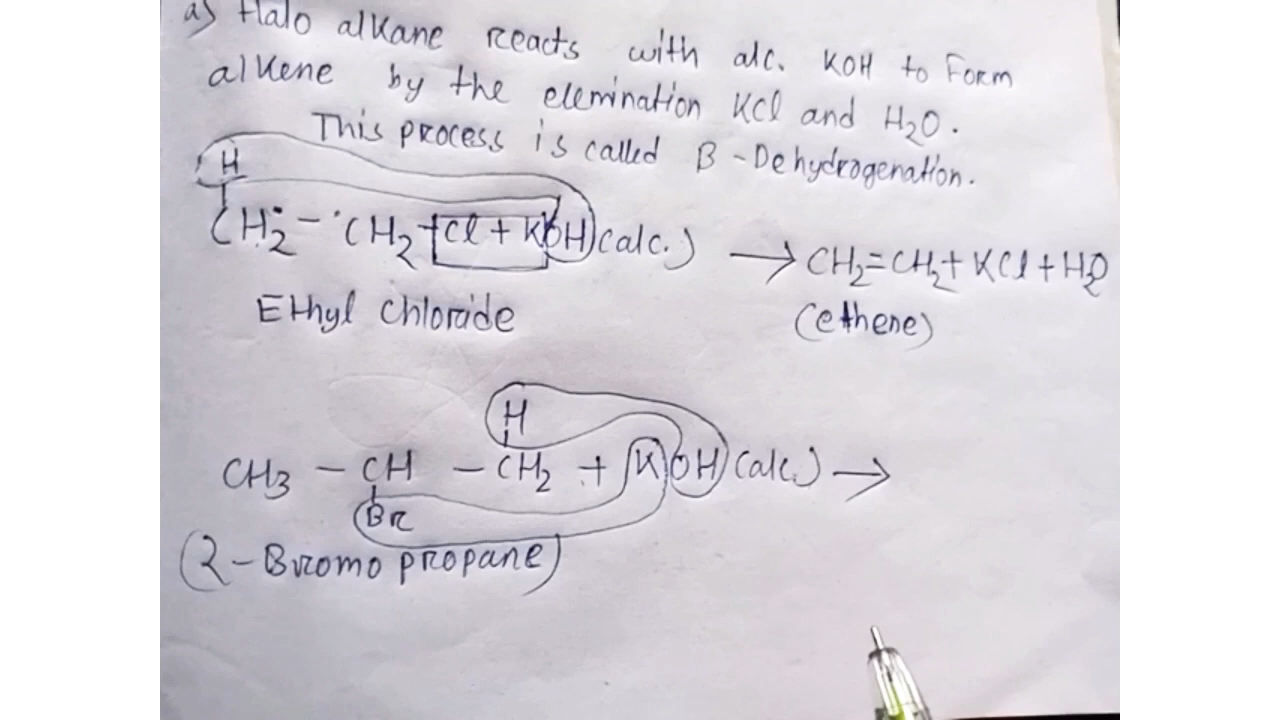 a) Halo alkane reacts with alc. KOH to Form
alkene by the elemination KCl and H₂O.
This process is called B-Dehydrogenation.
H
CH₂ - CH₂ - Cl + KOH (alc.) → CH₂=CH₂ + KCl + H₂O
Ethyl chloride (ethene)
H
CH₃ - CH - CH₂ + KOH (alc.) →
Br
(2-Bromo propane)